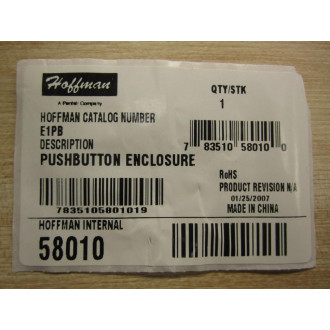 Hoffman
A Pentair Company
QTY/STK
1
HOFFMAN CATALOG NUMBER
E1PB
DESCRIPTION
PUSHBUTTON ENCLOSURE
7 83510 58010 0
7835105801019
RoHS
PRODUCT REVISION N/A
01/25/2007
MADE IN CHINA
HOFFMAN INTERNAL
58010